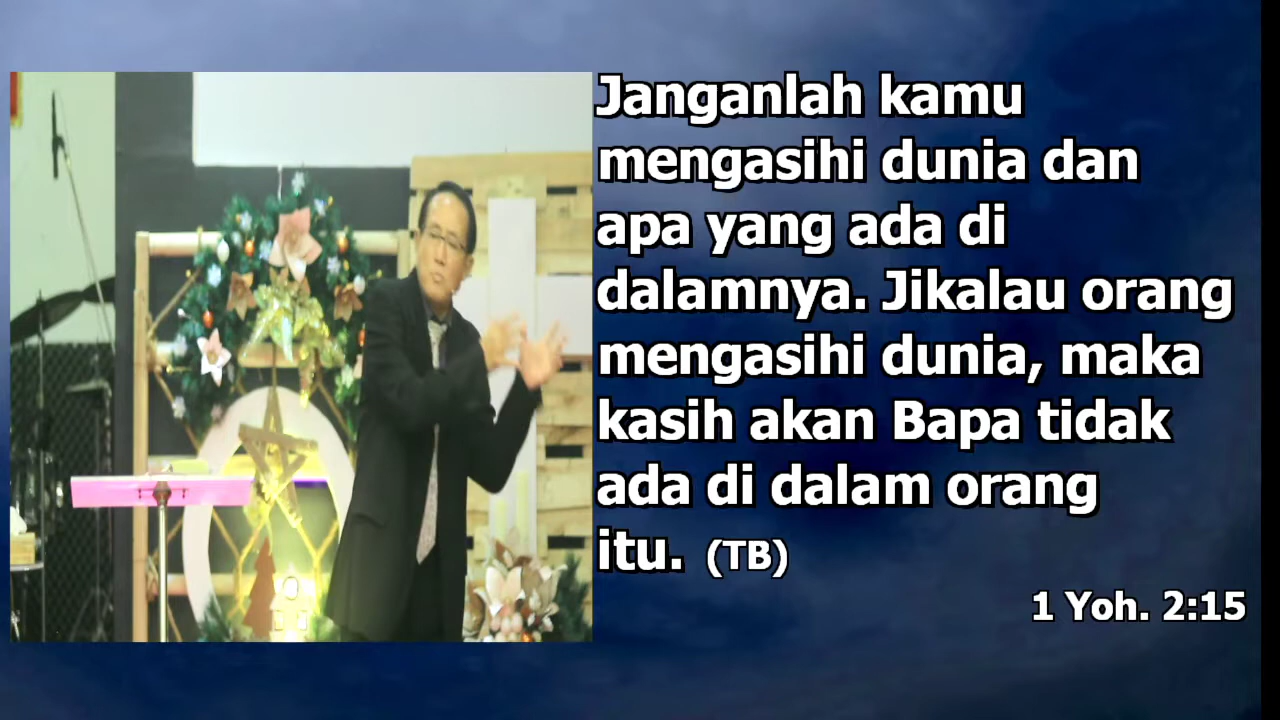 Janganlah kamu
mengasihi dunia dan
apa yang ada di
dalamnya. Jikalau orang
mengasihi dunia, maka
kasih akan Bapa tidak
ada di dalam orang
itu. (TB)
1 Yoh. 2:15